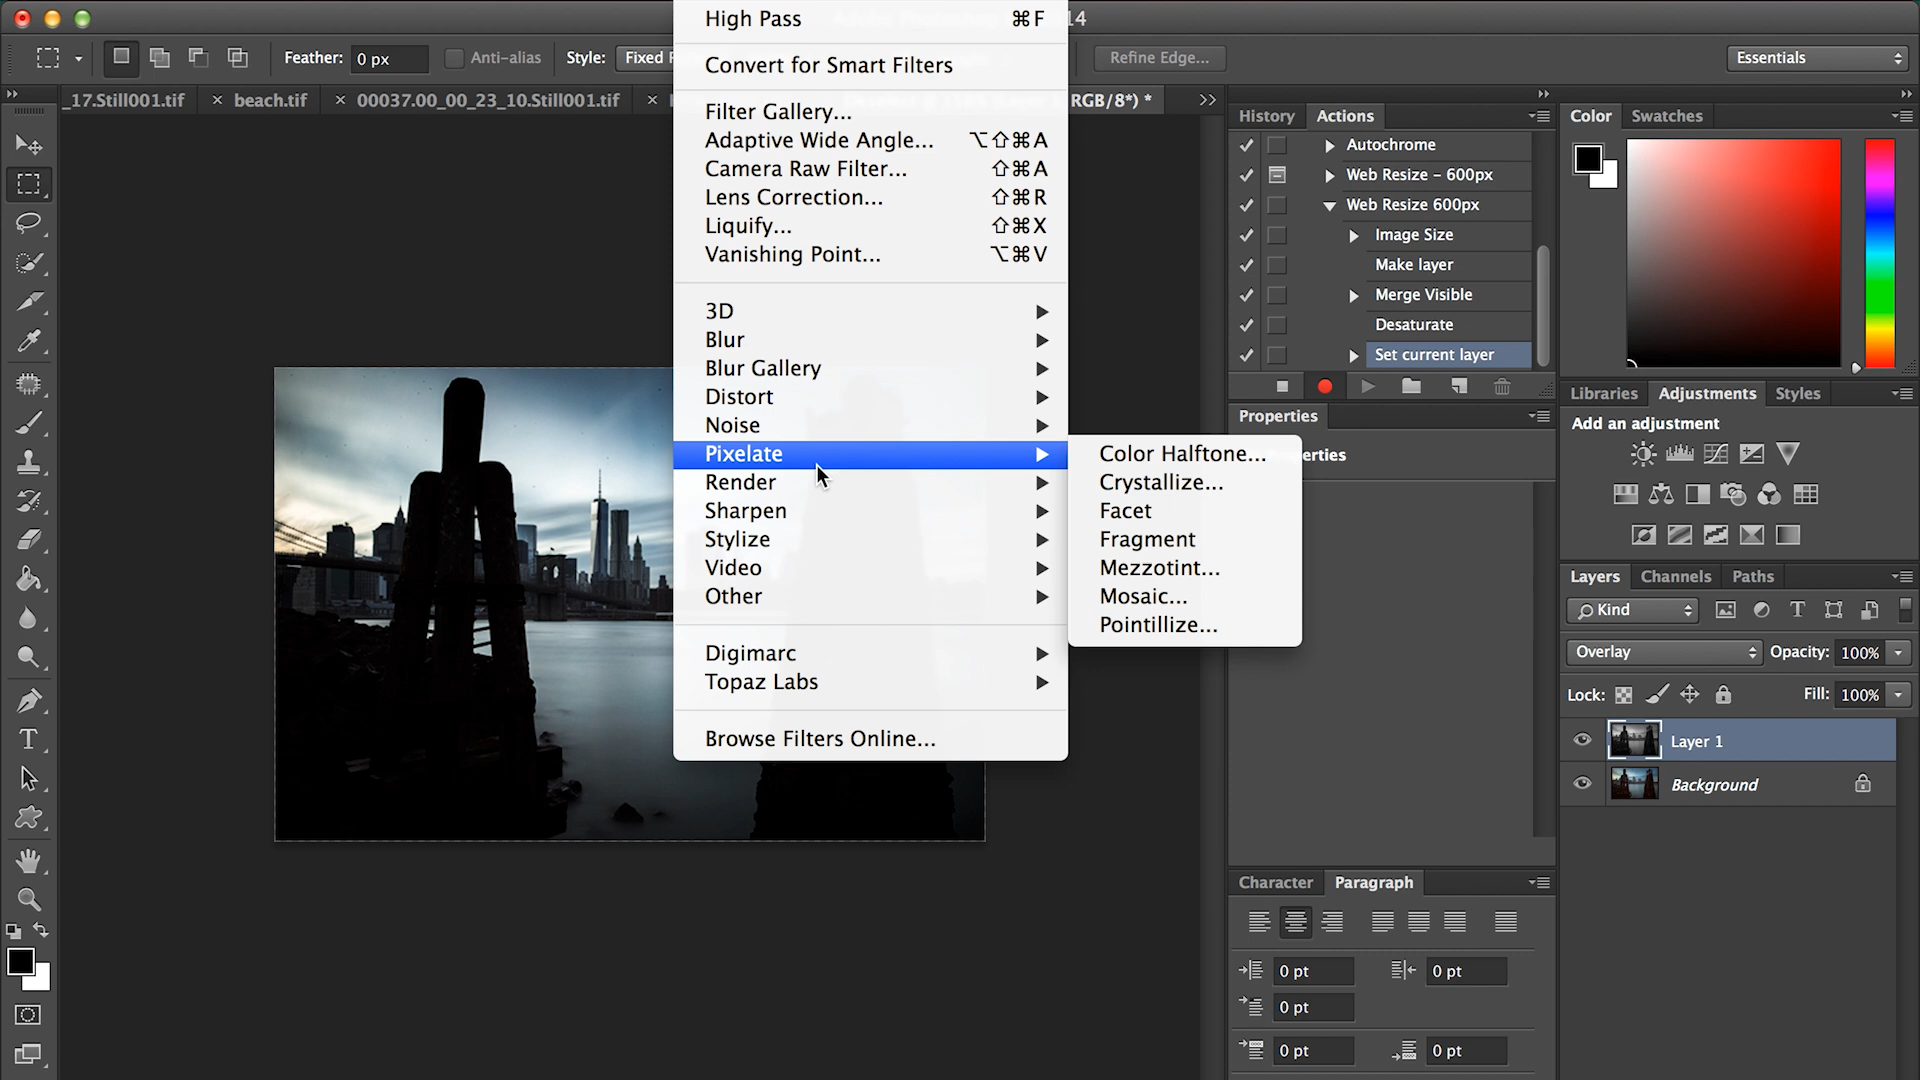 High Pass ⌘F
14
Feather: 0 px
Anti-alias
Style: Fixed
Refine Edge...
Essentials
_17.Still001.tif
× beach.tif
× 00037.00_00_23_10.Still001.tif
×
RGB/8*) *
Convert for Smart Filters
Filter Gallery...
Adaptive Wide Angle... ⌥⇧⌘A
Camera Raw Filter... ⇧⌘A
Lens Correction... ⇧⌘R
Liquify... ⇧⌘X
Vanishing Point... ⌥⌘V
3D
Blur
Blur Gallery
Distort
Noise
Pixelate
Render
Sharpen
Stylize
Video
Other
Digimarc
Topaz Labs
Browse Filters Online...
Color Halftone...
Crystallize...
Facet
Fragment
Mezzotint...
Mosaic...
Pointillize...
History
Actions
Autochrome
Web Resize - 600px
Web Resize 600px
Image Size
Make layer
Merge Visible
Desaturate
Set current layer
Properties
erties
Character
Paragraph
0 pt
0 pt
0 pt
0 pt
0 pt
Color
Swatches
Libraries
Adjustments
Styles
Add an adjustment
Layers
Channels
Paths
Kind
Overlay
Opacity: 100%
Lock:
Fill: 100%
Layer 1
Background